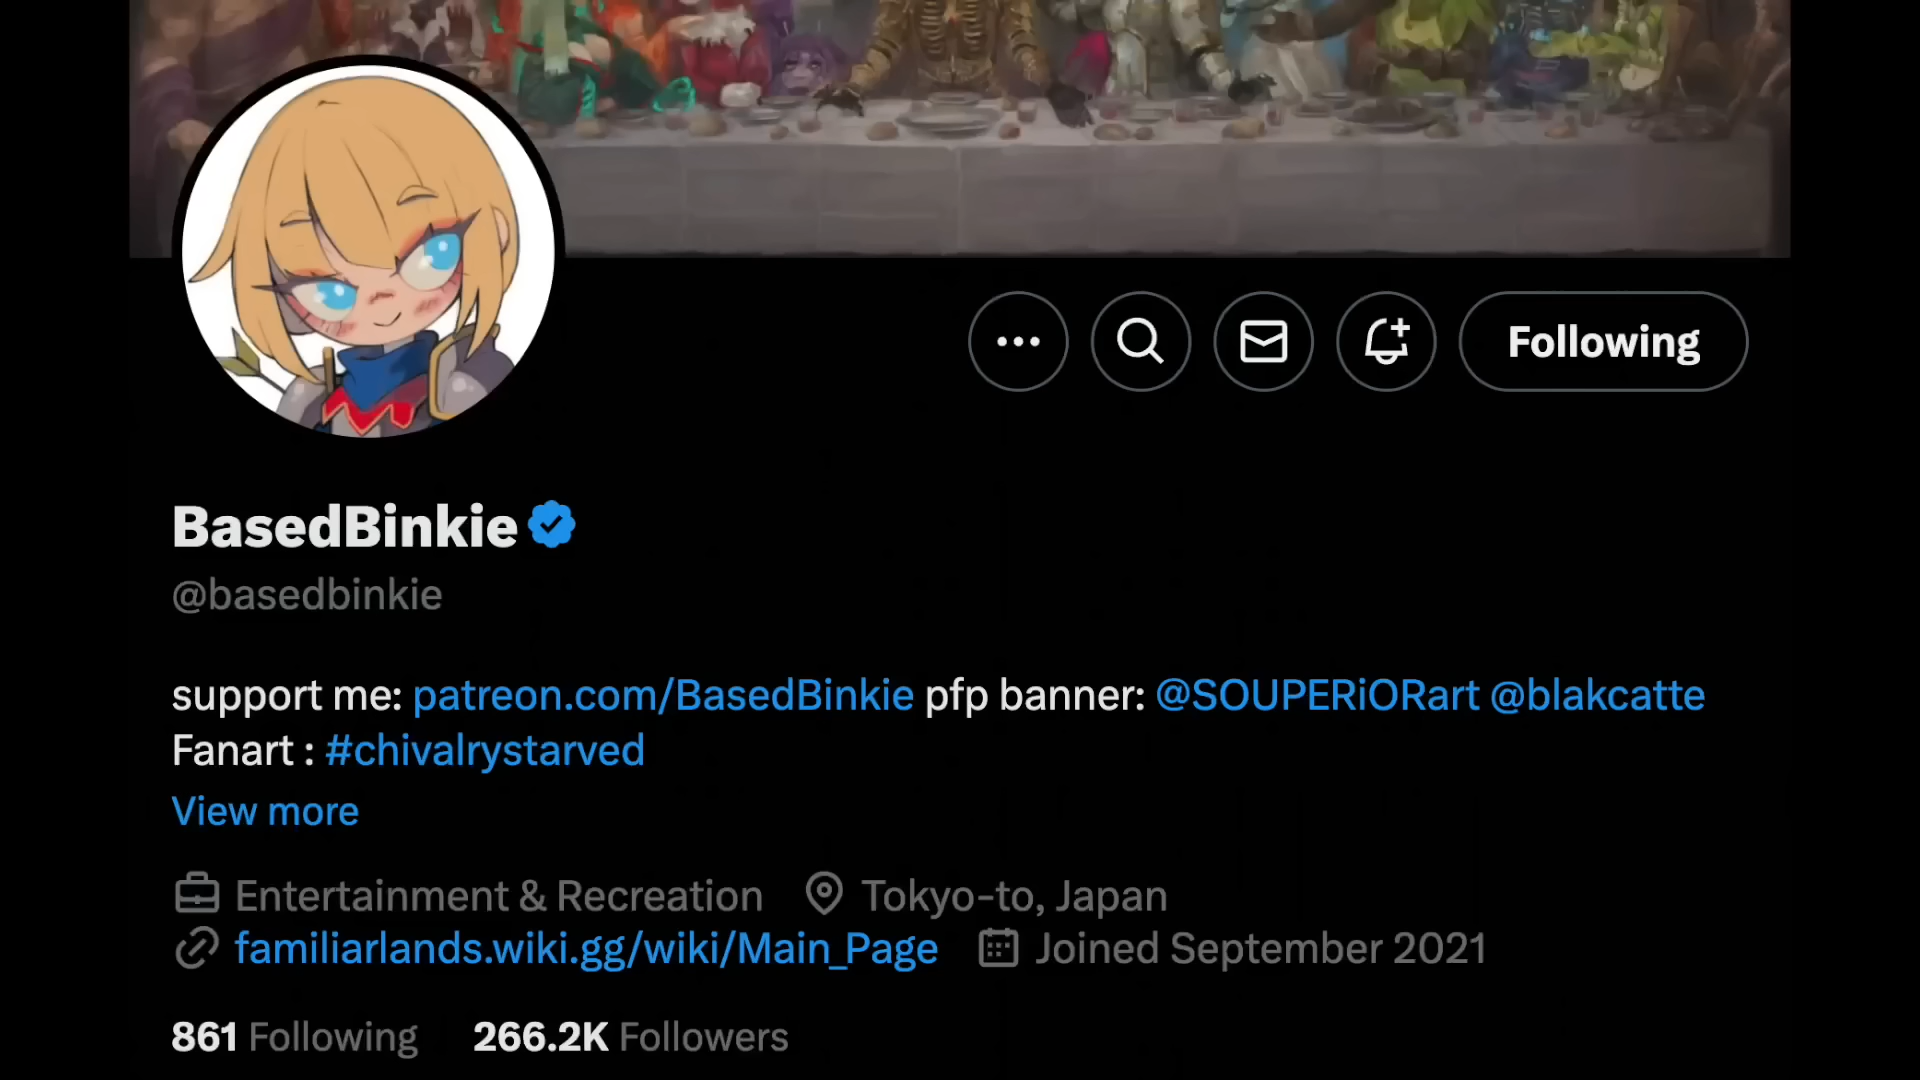 Following
BasedBinkie
@basedbinkie
support me: patreon.com/BasedBinkie pfp banner: @SOUPERiORart @blakcatte
Fanart : #chivalrystarved
View more
Entertainment & Recreation Tokyo-to, Japan
familiarlands.wiki.gg/wiki/Main_Page Joined September 2021
861 Following 266.2K Followers